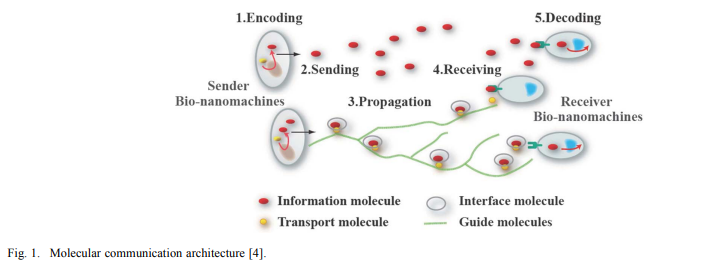 1.Encoding
5.Decoding
2.Sending
4.Receiving
Sender
Bio-nanomachines
3.Propagation
Receiver
Bio-nanomachines
Information molecule
Interface molecule
Transport molecule
Guide molecules
Fig. 1. Molecular communication architecture [4].